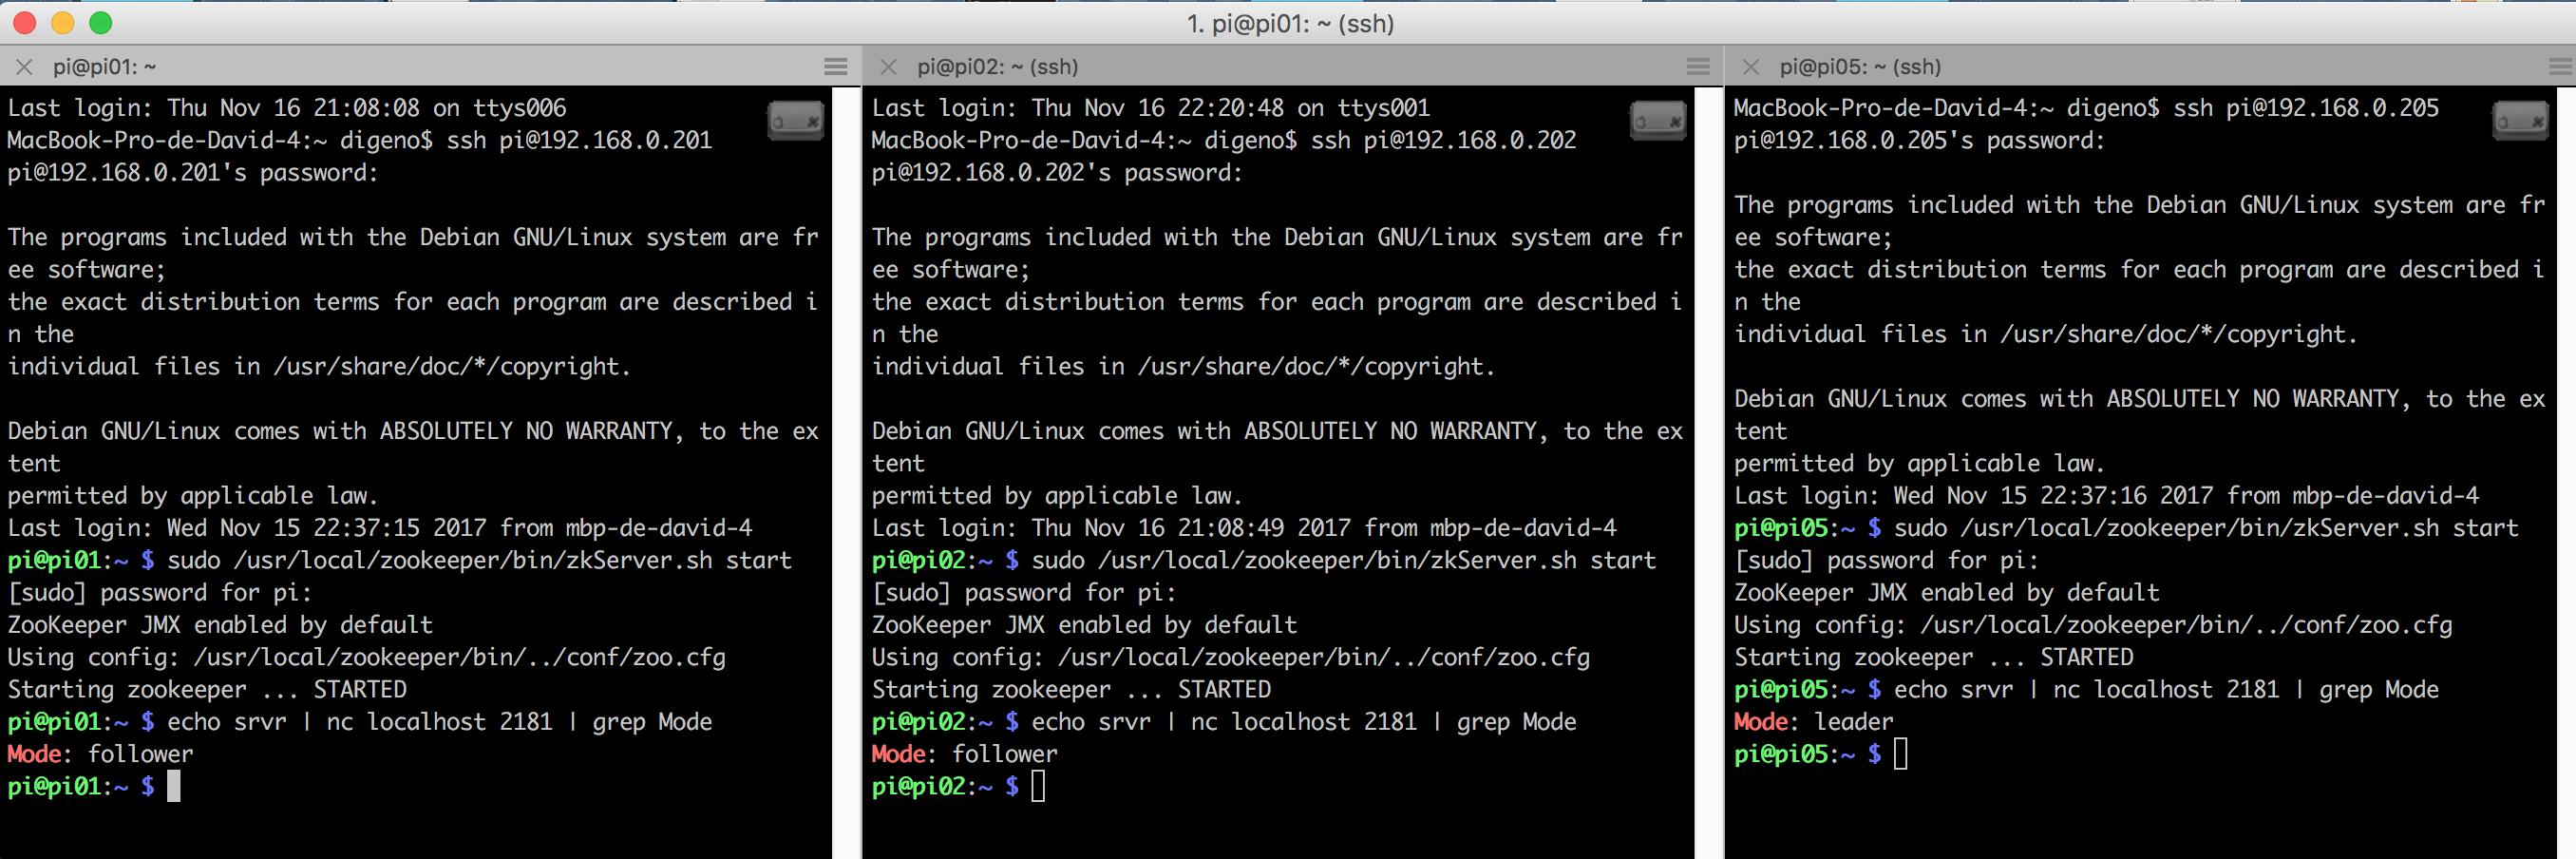 1. pi@pi01: ~ (ssh)
pi@pi01: ~
Last login: Thu Nov 16 21:08:08 on ttys006
MacBook-Pro-de-David-4:~ digeno$ ssh pi@192.168.0.201
pi@192.168.0.201's password:
The programs included with the Debian GNU/Linux system are fr
ee software;
the exact distribution terms for each program are described i
n the
individual files in /usr/share/doc/*/copyright.
Debian GNU/Linux comes with ABSOLUTELY NO WARRANTY, to the ex
tent
permitted by applicable law.
Last login: Wed Nov 15 22:37:15 2017 from mbp-de-david-4
pi@pi01:~ $ sudo /usr/local/zookeeper/bin/zkServer.sh start
[sudo] password for pi:
ZooKeeper JMX enabled by default
Using config: /usr/local/zookeeper/bin/../conf/zoo.cfg
Starting zookeeper ... STARTED
pi@pi01:~ $ echo srvr | nc localhost 2181 | grep Mode
Mode: follower
pi@pi01:~ $
pi@pi02: ~ (ssh)
Last login: Thu Nov 16 22:20:48 on ttys001
MacBook-Pro-de-David-4:~ digeno$ ssh pi@192.168.0.202
pi@192.168.0.202's password:
The programs included with the Debian GNU/Linux system are fr
ee software;
the exact distribution terms for each program are described i
n the
individual files in /usr/share/doc/*/copyright.
Debian GNU/Linux comes with ABSOLUTELY NO WARRANTY, to the ex
tent
permitted by applicable law.
Last login: Thu Nov 16 21:08:49 2017 from mbp-de-david-4
pi@pi02:~ $ sudo /usr/local/zookeeper/bin/zkServer.sh start
[sudo] password for pi:
ZooKeeper JMX enabled by default
Using config: /usr/local/zookeeper/bin/../conf/zoo.cfg
Starting zookeeper ... STARTED
pi@pi02:~ $ echo srvr | nc localhost 2181 | grep Mode
Mode: follower
pi@pi02:~ $
pi@pi05: ~ (ssh)
MacBook-Pro-de-David-4:~ digeno$ ssh pi@192.168.0.205
pi@192.168.0.205's password:
The programs included with the Debian GNU/Linux system are fr
ee software;
the exact distribution terms for each program are described i
n the
individual files in /usr/share/doc/*/copyright.
Debian GNU/Linux comes with ABSOLUTELY NO WARRANTY, to the ex
tent
permitted by applicable law.
Last login: Wed Nov 15 22:37:16 2017 from mbp-de-david-4
pi@pi05:~ $ sudo /usr/local/zookeeper/bin/zkServer.sh start
[sudo] password for pi:
ZooKeeper JMX enabled by default
Using config: /usr/local/zookeeper/bin/../conf/zoo.cfg
Starting zookeeper ... STARTED
pi@pi05:~ $ echo srvr | nc localhost 2181 | grep Mode
Mode: leader
pi@pi05:~ $